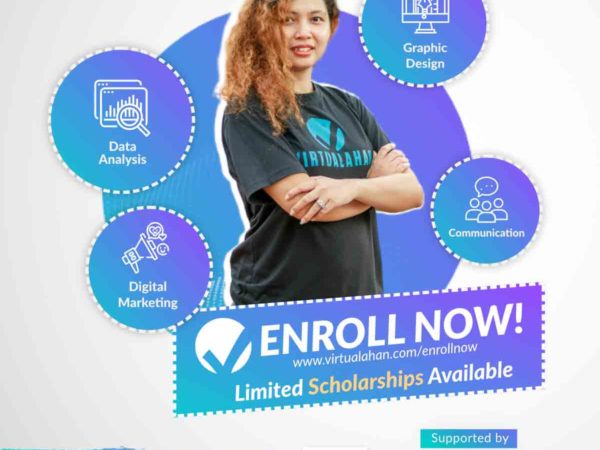 Graphic
Design
Data
Analysis
VIRTUALAHAN
Communication
Digital
Marketing
ENROLL NOW!
www.virtualahan.com/enrollnow
Limited Scholarships Available
Supported by